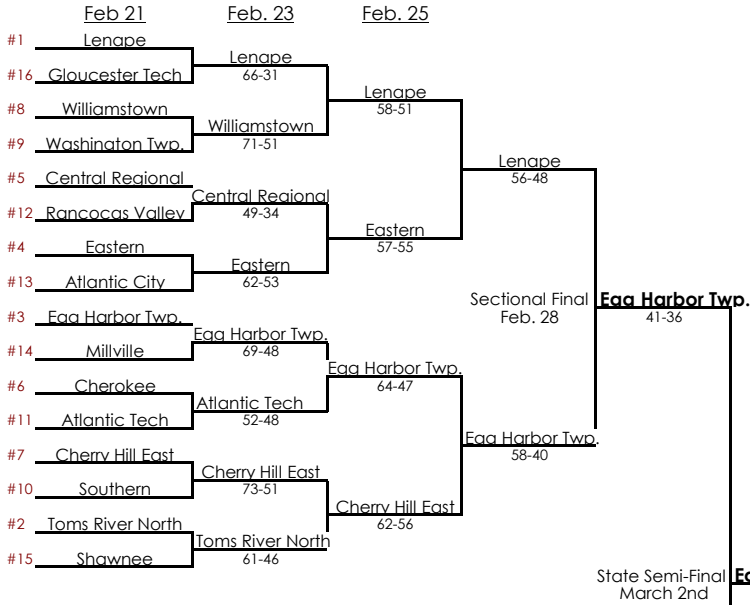 Feb 21 Feb. 23 Feb. 25
#1 Lenape
Lenape
66-31
#16 Gloucester Tech
Lenape
58-51
#8 Williamstown
Williamstown
71-51
#9 Washington Twp.
Lenape
56-48
#5 Central Regional
Central Regional
49-34
#12 Rancocas Valley
Eastern
57-55
#4 Eastern
Eastern
62-53
#13 Atlantic City
Sectional Final
Feb. 28
Egg Harbor Twp.
41-36
#3 Egg Harbor Twp.
Egg Harbor Twp.
69-48
#14 Millville
Egg Harbor Twp.
64-47
#6 Cherokee
Atlantic Tech
52-48
#11 Atlantic Tech
Egg Harbor Twp.
58-40
#7 Cherry Hill East
Cherry Hill East
73-51
#10 Southern
Cherry Hill East
62-56
#2 Toms River North
Toms River North
61-46
#15 Shawnee
State Semi-Final
March 2nd